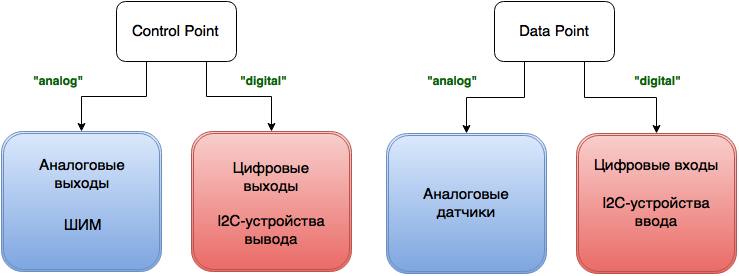 Control Point
"analog"
"digital"
Аналоговые
выходы
ШИМ
Цифровые
выходы
I2C-устройства
вывода
Data Point
"analog"
"digital"
Аналоговые
датчики
Цифровые входы
I2C-устройства
ввода